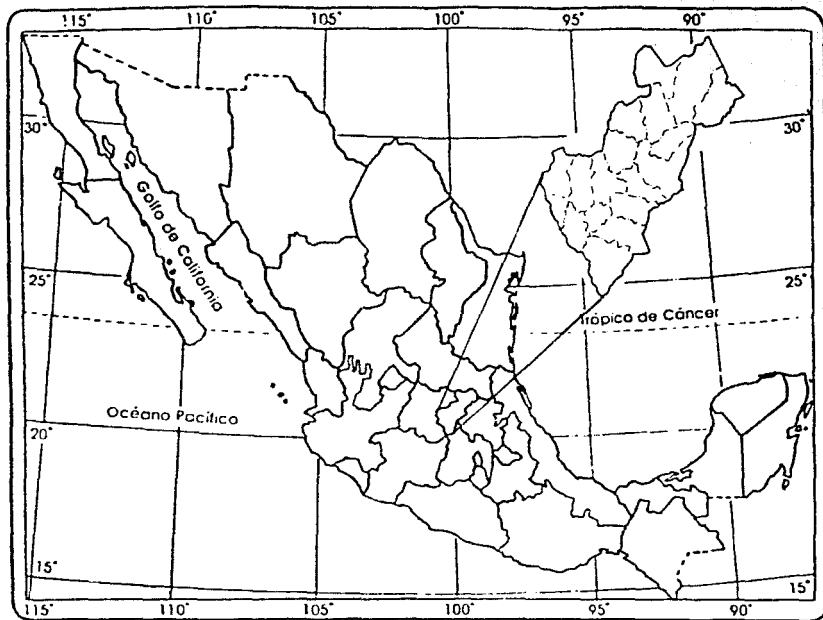 115° 110° 105° 100° 95° 90°
30° 30°
Golfo de California
25° 25°
Trópico de Cáncer
Océano Pacífico
20° 20°
15° 15°
115° 110° 105° 100° 95° 90°